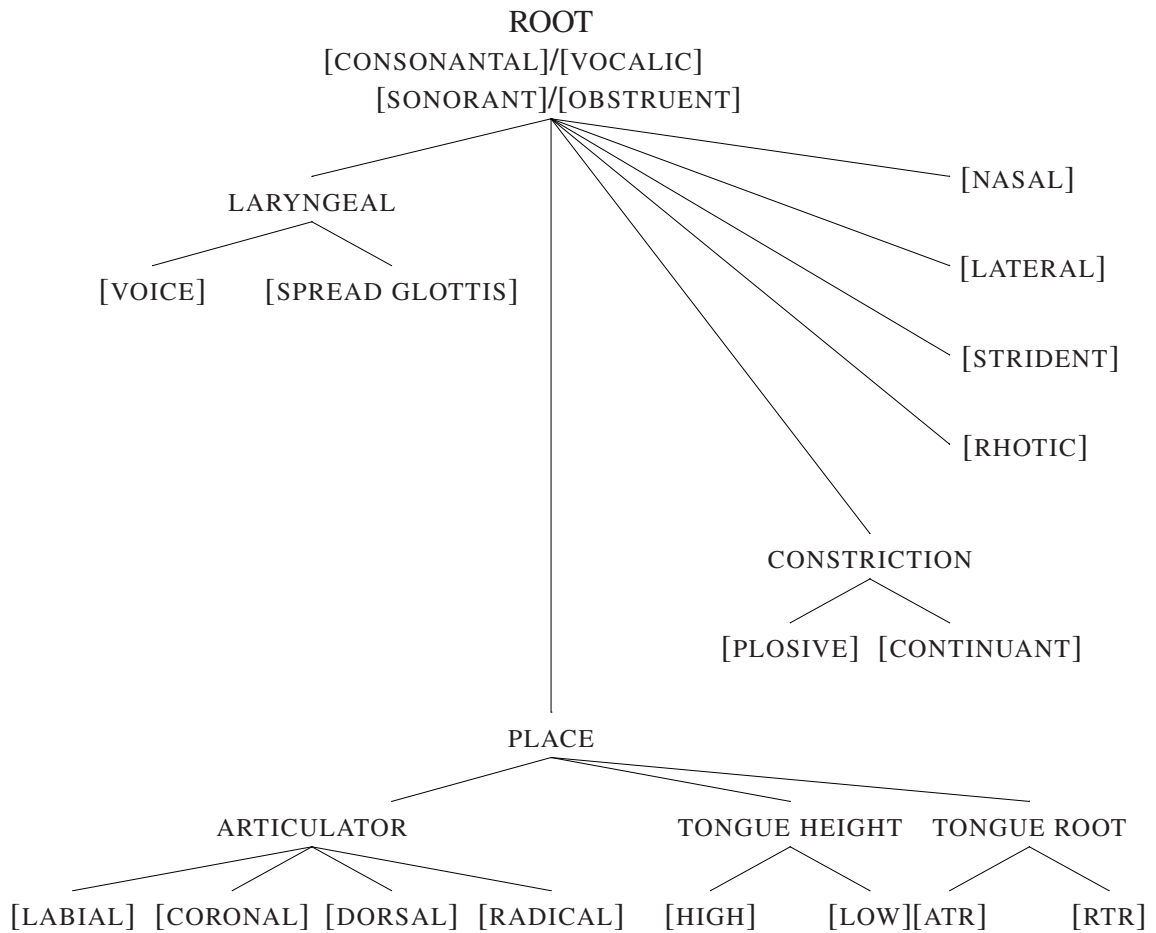 ROOT
[CONSONANTAL]/[VOCALIC]
[SONORANT]/[OBSTRUENT]
[NASAL]
LARYNGEAL
[LATERAL]
[VOICE] [SPREAD GLOTTIS]
[STRIDENT]
[RHOTIC]
CONSTRICTION
[PLOSIVE] [CONTINUANT]
PLACE
ARTICULATOR TONGUE HEIGHT TONGUE ROOT
[LABIAL] [CORONAL] [DORSAL] [RADICAL] [HIGH] [LOW][ATR] [RTR]